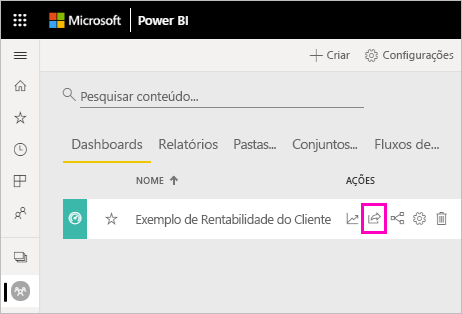 Microsoft Power BI
Criar Configurações
Pesquisar conteúdo...
Dashboards Relatórios Pastas... Conjuntos... Fluxos de...
NOME AÇÕES
Exemplo de Rentabilidade do Cliente